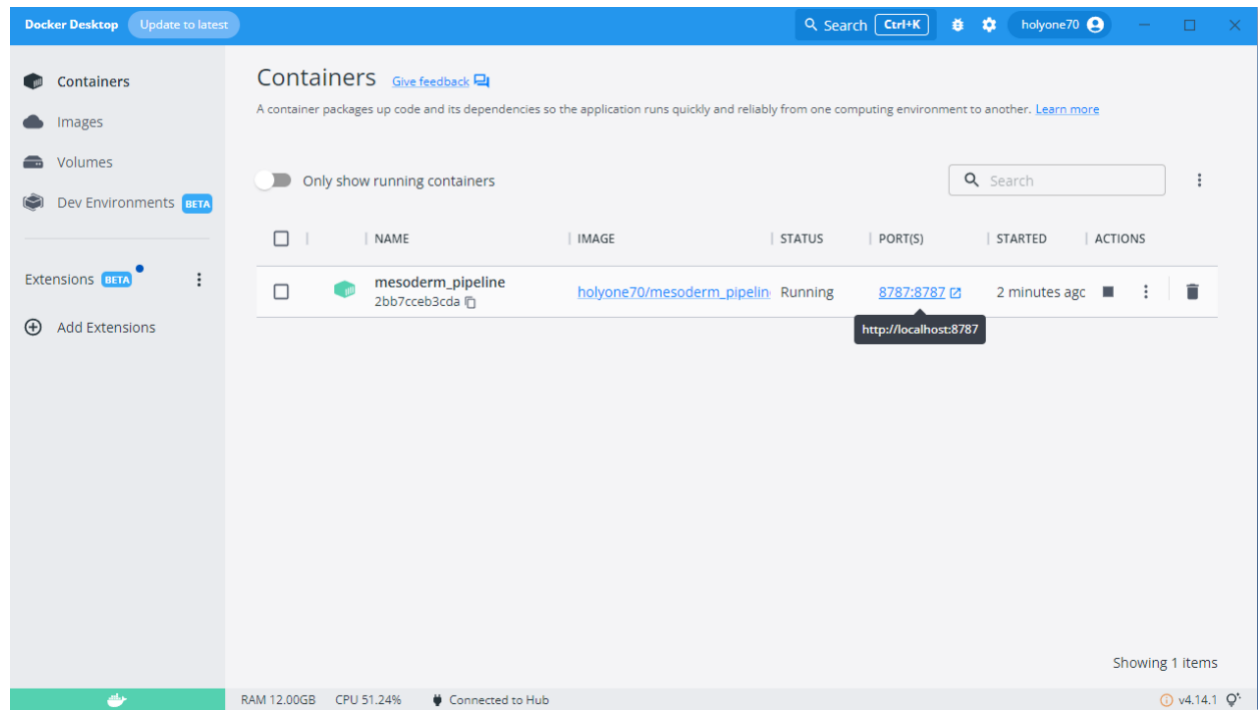 Docker Desktop Update to latest Search Ctrl+K holyone70
Containers
Images
Volumes
Dev Environments BETA
Extensions BETA
Add Extensions
Containers Give feedback
A container packages up code and its dependencies so the application runs quickly and reliably from one computing environment to another. Learn more
Only show running containers Search
NAME IMAGE STATUS PORT(S) STARTED ACTIONS
mesoderm_pipeline holyone70/mesoderm_pipelin Running 8787:8787 2 minutes agc
2bb7cceb3cda
http://localhost:8787
Showing 1 items
RAM 12.00GB CPU 51.24% Connected to Hub v4.14.1